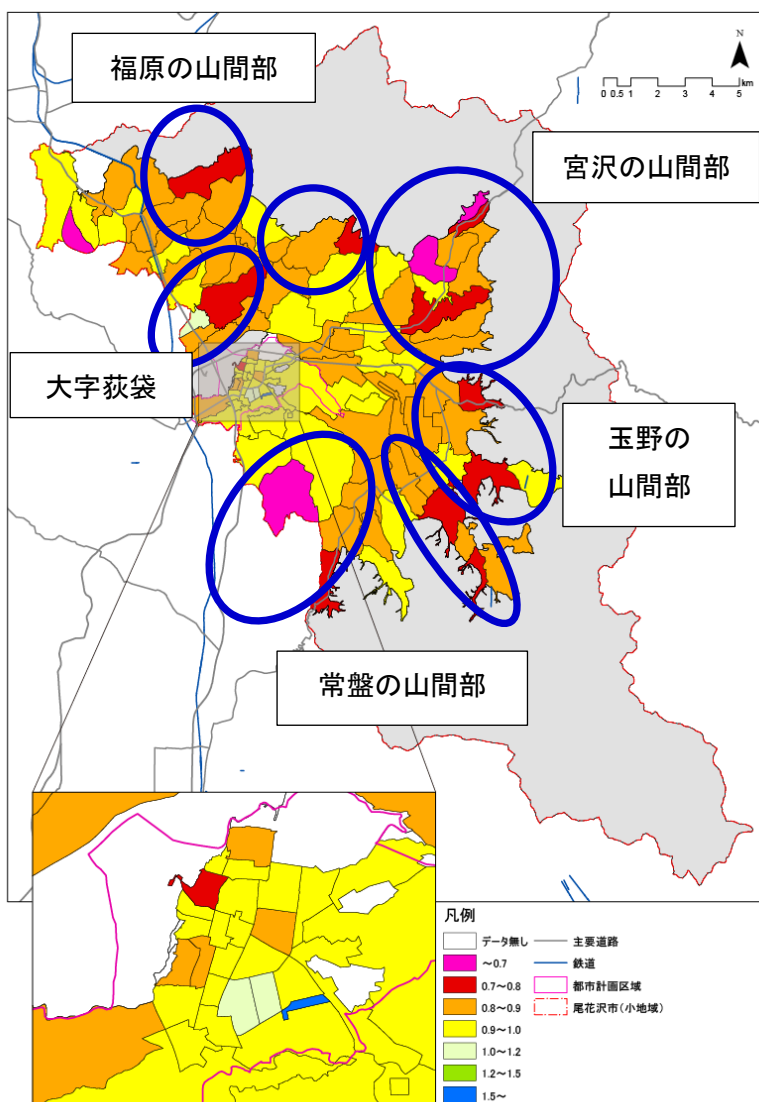 福原の山間部
N
0 0.5 1 2 3 4 5
km
宮沢の山間部
大字荻袋
玉野の
山間部
常盤の山間部
凡例
データ無し
～0.7
0.7～0.8
0.8～0.9
0.9～1.0
1.0～1.2
1.2～1.5
1.5～
主要道路
鉄道
都市計画区域
尾花沢市(小地域)